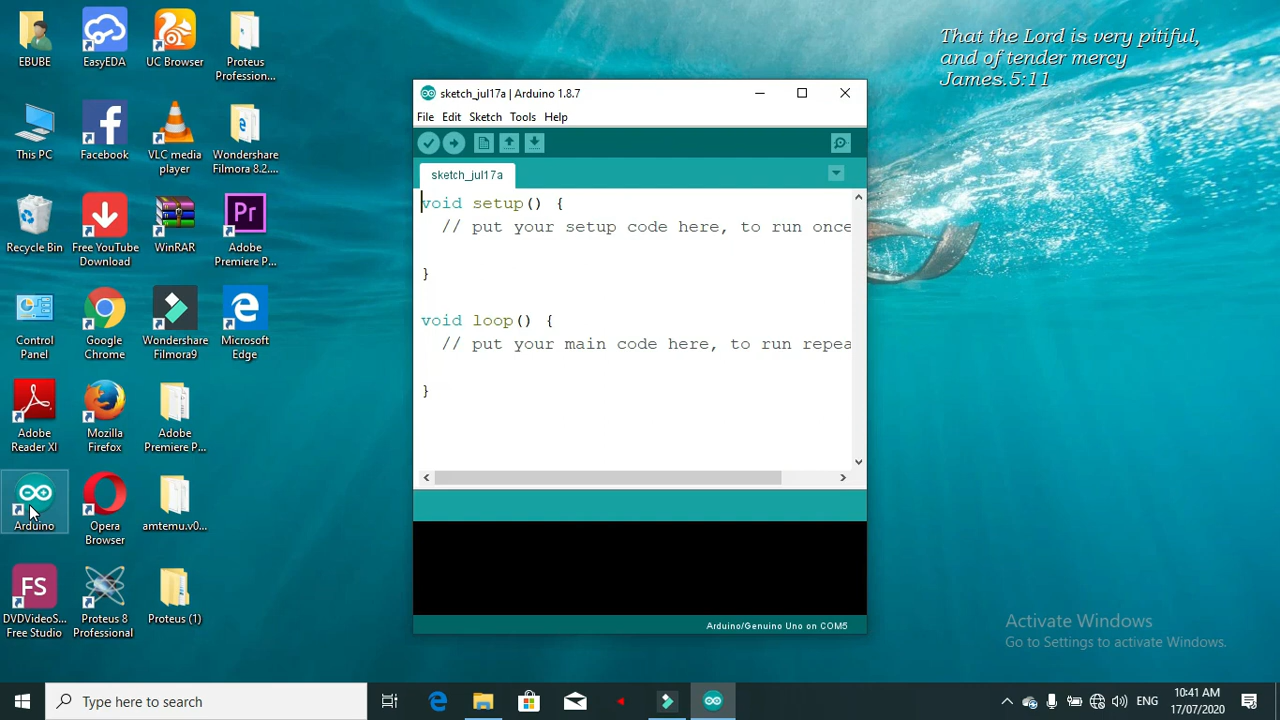 EBUBE
EasyEDA
UC Browser
Proteus
Profession...
This PC
Facebook
VLC media
player
Wondershare
Filmora 8.2....
Recycle Bin
Free YouTube
Download
WinRAR
Pr
Adobe
Premiere P...
Control
Panel
Google
Chrome
Wondershare
Filmora9
Microsoft
Edge
Adobe
Reader XI
Mozilla
Firefox
Adobe
Premiere P...
Arduino
Opera
Browser
amtemu.v0...
FS
DVDVideoS...
Free Studio
Proteus 8
Professional
Proteus (1)
sketch_jul17a | Arduino 1.8.7
File Edit Sketch Tools Help
sketch_jul17a
void setup() {
// put your setup code here, to run once
}
void loop() {
// put your main code here, to run repea
}
Arduino/Genuino Uno on COM5
That the Lord is very pitiful,
and of tender mercy
James.5:11
Activate Windows
Go to Settings to activate Windows.
Type here to search
ENG
10:41 AM
17/07/2020